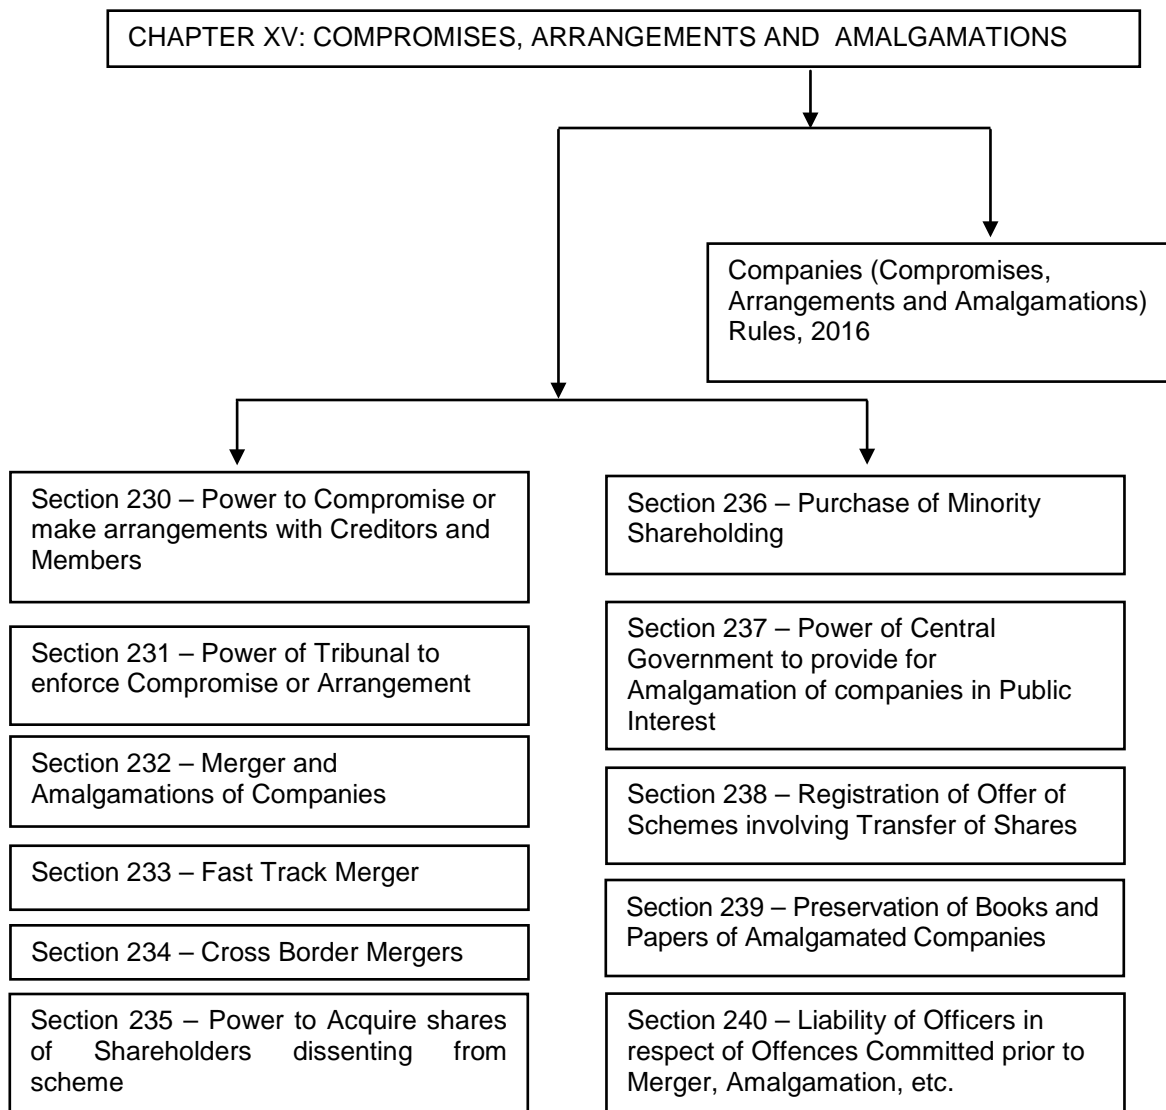 CHAPTER XV: COMPROMISES, ARRANGEMENTS AND AMALGAMATIONS
Companies (Compromises,
Arrangements and Amalgamations)
Rules, 2016
Section 230 – Power to Compromise or
make arrangements with Creditors and
Members
Section 231 – Power of Tribunal to
enforce Compromise or Arrangement
Section 232 – Merger and
Amalgamations of Companies
Section 233 – Fast Track Merger
Section 234 – Cross Border Mergers
Section 235 – Power to Acquire shares
of Shareholders dissenting from
scheme
Section 236 – Purchase of Minority
Shareholding
Section 237 – Power of Central
Government to provide for
Amalgamation of companies in Public
Interest
Section 238 – Registration of Offer of
Schemes involving Transfer of Shares
Section 239 – Preservation of Books and
Papers of Amalgamated Companies
Section 240 – Liability of Officers in
respect of Offences Committed prior to
Merger, Amalgamation, etc.